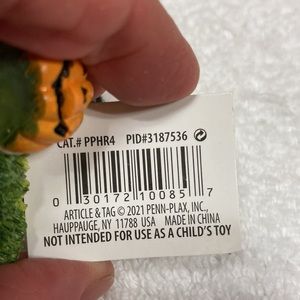 CAT.# PPHR4 PID#3187536
0 30172 10085 7
ARTICLE & TAG © 2021 PENN-PLAX, INC.,
HAUPPAUGE, NY 11788 USA MADE IN CHINA
NOT INTENDED FOR USE AS A CHILD'S TOY